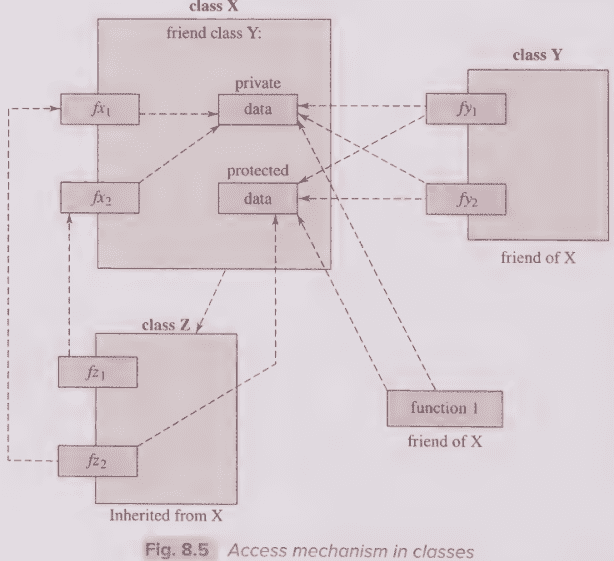 class X
friend class Y:
class Y
private
fx1
data
fy1
protected
fx2
data
fy2
friend of X
class Z
fz1
function 1
friend of X
fz2
Inherited from X
Fig. 8.5 Access mechanism in classes